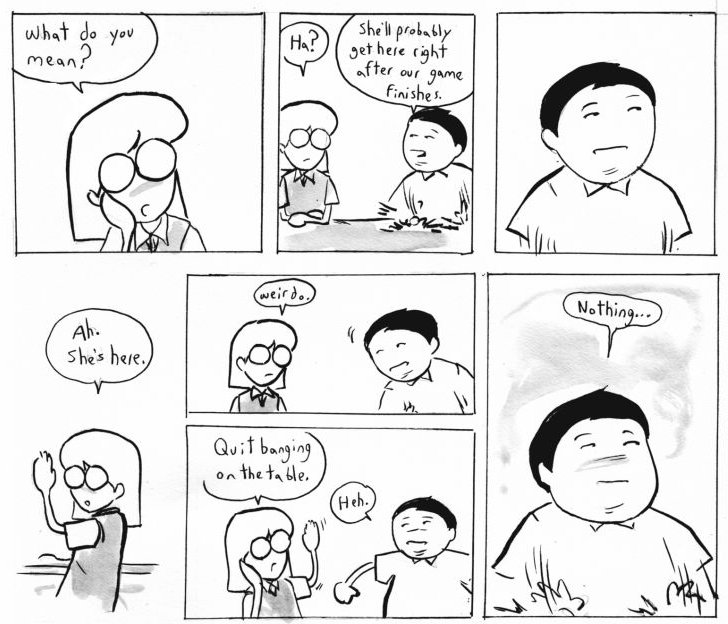 She'll probably
get here right
after our game
finishes.
Ha?
What do you
mean?
Nothing...
weirdo.
Quit banging
on the table.
Heh.
Ah.
She's here.